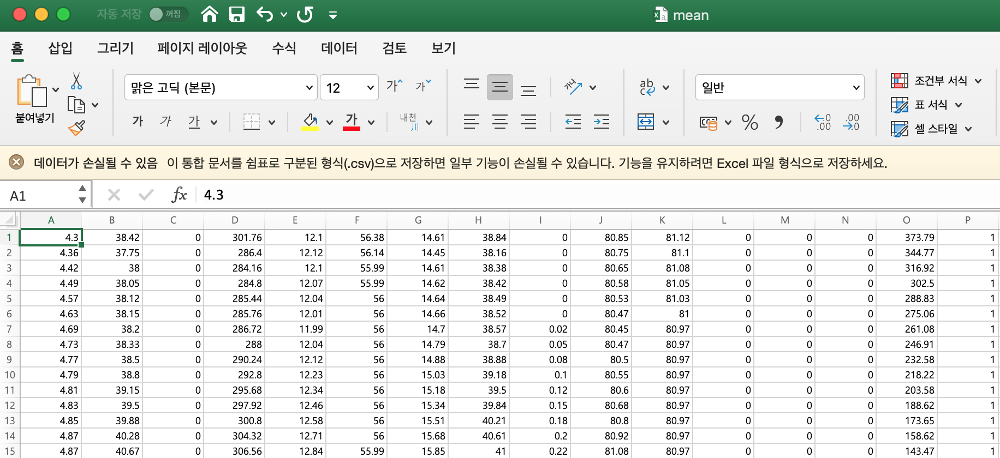 자동 저장 꺼짐 mean
홈 삽입 그리기 페이지 레이아웃 수식 데이터 검토 보기
붙여넣기 맑은 고딕 (본문) 12 가 가 가나 ab c 일반 조건부 서식
가 가 가 가 내천 川 % , ←.0 .00 .00 →.0 표 서식
셀 스타일
데이터가 손실될 수 있음 이 통합 문서를 쉼표로 구분된 형식(.csv)으로 저장하면 일부 기능이 손실될 수 있습니다. 기능을 유지하려면 Excel 파일 형식으로 저장하세요.
A1 fx 4.3
A B C D E F G H I J K L M N O P
1 4.3 38.42 0 301.76 12.1 56.38 14.61 38.84 0 80.85 81.12 0 0 0 373.79 1
2 4.36 37.75 0 286.4 12.12 56.14 14.45 38.16 0 80.75 81.1 0 0 0 344.77 1
3 4.42 38 0 284.16 12.1 55.99 14.61 38.38 0 80.65 81.08 0 0 0 316.92 1
4 4.49 38.05 0 284.8 12.07 55.99 14.62 38.42 0 80.58 81.05 0 0 0 302.5 1
5 4.57 38.12 0 285.44 12.04 56 14.64 38.49 0 80.53 81.03 0 0 0 288.83 1
6 4.63 38.15 0 285.76 12.01 56 14.66 38.52 0 80.47 81 0 0 0 275.06 1
7 4.69 38.2 0 286.72 11.99 56 14.7 38.57 0.02 80.45 80.97 0 0 0 261.08 1
8 4.73 38.33 0 288 12.04 56 14.79 38.7 0.05 80.47 80.97 0 0 0 246.91 1
9 4.77 38.5 0 290.24 12.12 56 14.88 38.88 0.08 80.5 80.97 0 0 0 232.58 1
10 4.79 38.8 0 292.8 12.23 56 15.03 39.18 0.1 80.55 80.97 0 0 0 218.22 1
11 4.81 39.15 0 295.68 12.34 56 15.18 39.5 0.12 80.6 80.97 0 0 0 203.58 1
12 4.83 39.5 0 297.92 12.46 56 15.34 39.84 0.15 80.68 80.97 0 0 0 188.62 1
13 4.85 39.88 0 300.8 12.58 56 15.51 40.21 0.18 80.8 80.97 0 0 0 173.65 1
14 4.87 40.28 0 304.32 12.71 56 15.68 40.61 0.2 80.92 80.97 0 0 0 158.62 1
15 4.87 40.67 0 306.56 12.84 55.99 15.85 41 0.22 81.08 80.97 0 0 0 143.47 1